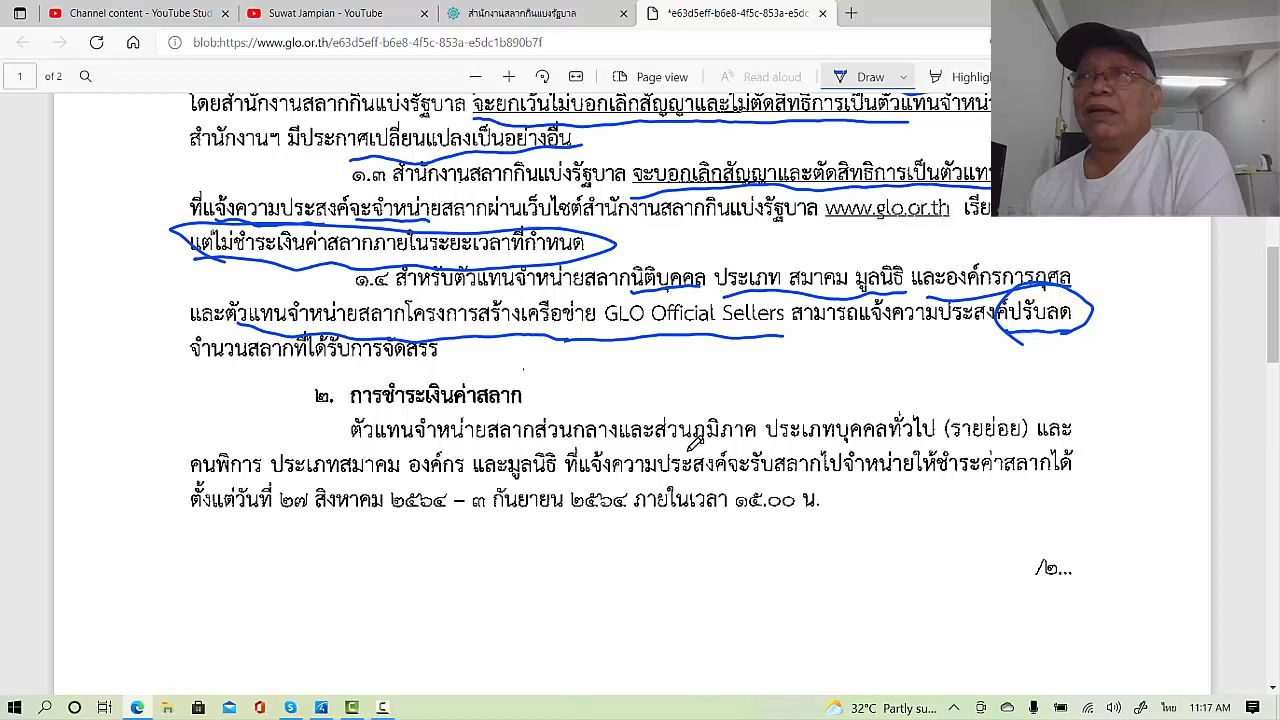 Channel content - YouTube Stud
Suwat Jampian - YouTube
สำนักงานสลากกินแบ่งรัฐบาล
*e63d5eff-b6e8-4f5c-853a-e5dc
blob:https://www.glo.or.th/e63d5eff-b6e8-4f5c-853a-e5dc1b890b7f
1 of 2
Page view
Read aloud
Draw
Highligh
โดยสำนักงานสลากกินแบ่งรัฐบาล จะยกเว้นไม่บอกเลิกสัญญาและไม่ตัดสิทธิการเป็นตัวแทนจำหน่
สำนักงานฯ มีประกาศเปลี่ยนแปลงเป็นอย่างอื่น
๑.๓ สำนักงานสลากกินแบ่งรัฐบาล จะบอกเลิกสัญญาและตัดสิทธิการเป็นตัวแท
ที่แจ้งความประสงค์จะจำหน่ายสลากผ่านเว็บไซต์สำนักงานสลากกินแบ่งรัฐบาล www.glo.or.th เรีย
แต่ไม่ชำระเงินค่าสลากภายในระยะเวลาที่กำหนด
๑.๔ สำหรับตัวแทนจำหน่ายสลากนิติบุคคล ประเภท สมาคม มูลนิธิ และองค์กรการกุศล
และตัวแทนจำหน่ายสลากโครงการสร้างเครือข่าย GLO Official Sellers สามารถแจ้งความประสงค์ปรับลด
จำนวนสลากที่ได้รับการจัดสรร
๒. การชำระเงินค่าสลาก
ตัวแทนจำหน่ายสลากส่วนกลางและส่วนภูมิภาค ประเภทบุคคลทั่วไป (รายย่อย) และ
คนพิการ ประเภทสมาคม องค์กร และมูลนิธิ ที่แจ้งความประสงค์จะรับสลากไปจำหน่ายให้ชำระค่าสลากได้
ตั้งแต่วันที่ ๒๗ สิงหาคม ๒๕๖๔ – ๓ กันยายน ๒๕๖๔ ภายในเวลา ๑๕.๐๐ น.
/๒...
32°C Partly su...
ไทย
11:17 AM